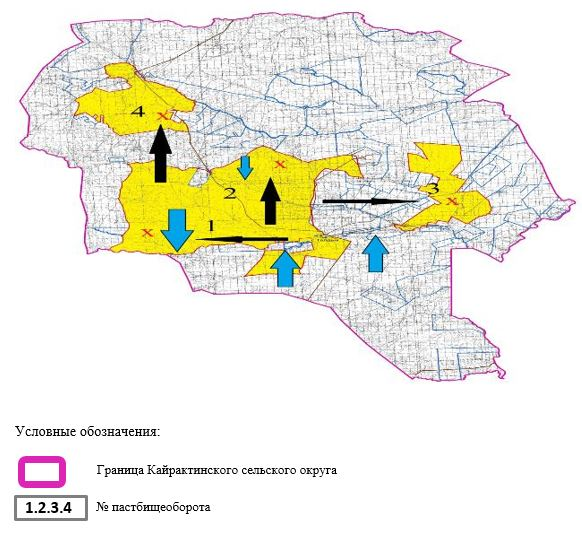 4
x
x
2
3
x
1
x
Условные обозначения:
Граница Кайрактинского сельского округа
1.2.3.4 № пастбищеоборота